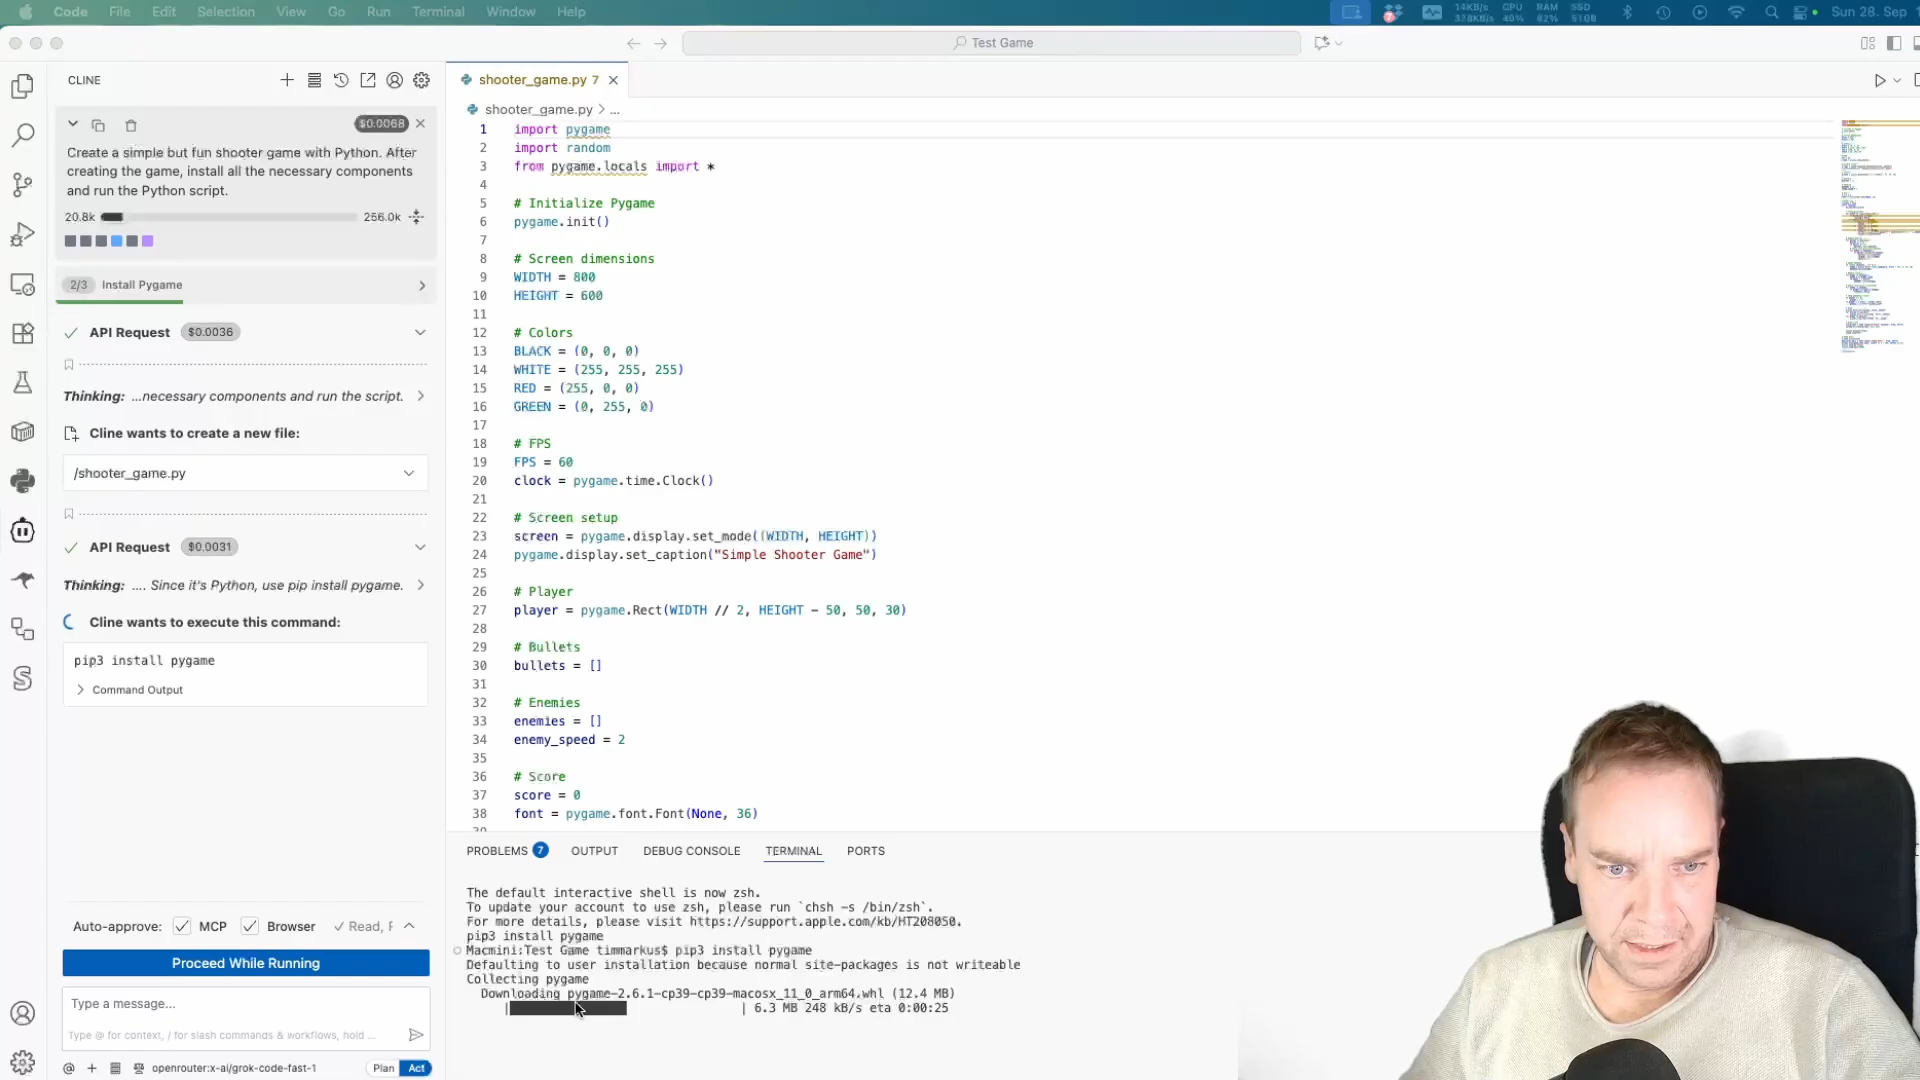 Code File Edit Selection View Go Run Terminal Window Help
7
14KB/s
378KB/s
CPU
40%
RAM
82%
SSD
Sun 28. Sep
Test Game
CLINE
$0.0068
Create a simple but fun shooter game with Python. After
creating the game, install all the necessary components
and run the Python script.
20.8k 256.0k
2/3 Install Pygame
API Request $0.0036
Thinking: ...necessary components and run the script.
Cline wants to create a new file:
/shooter_game.py
API Request $0.0031
Thinking: .... Since it's Python, use pip install pygame.
Cline wants to execute this command:
pip3 install pygame
Command Output
Auto-approve: MCP Browser Read,
Proceed While Running
Type a message...
Type @ for context, / for slash commands & workflows, hold ...
openrouter:x-ai/grok-code-fast-1 Plan Act
shooter_game.py 7
shooter_game.py > ...
1 import pygame
2 import random
3 from pygame.locals import *
4
5 # Initialize Pygame
6 pygame.init()
7
8 # Screen dimensions
9 WIDTH = 800
10 HEIGHT = 600
11
12 # Colors
13 BLACK = (0, 0, 0)
14 WHITE = (255, 255, 255)
15 RED = (255, 0, 0)
16 GREEN = (0, 255, 0)
17
18 # FPS
19 FPS = 60
20 clock = pygame.time.Clock()
21
22 # Screen setup
23 screen = pygame.display.set_mode((WIDTH, HEIGHT))
24 pygame.display.set_caption("Simple Shooter Game")
25
26 # Player
27 player = pygame.Rect(WIDTH // 2, HEIGHT - 50, 50, 30)
28
29 # Bullets
30 bullets = []
31
32 # Enemies
33 enemies = []
34 enemy_speed = 2
35
36 # Score
37 score = 0
38 font = pygame.font.Font(None, 36)
39
PROBLEMS 7 OUTPUT DEBUG CONSOLE TERMINAL PORTS
The default interactive shell is now zsh.
To update your account to use zsh, please run `chsh -s /bin/zsh`.
For more details, please visit https://support.apple.com/kb/HT208050.
pip3 install pygame
Macmini:Test Game timmarkus$ pip3 install pygame
Defaulting to user installation because normal site-packages is not writeable
Collecting pygame
Downloading pygame-2.6.1-cp39-cp39-macosx_11_0_arm64.whl (12.4 MB)
| | 6.3 MB 248 kB/s eta 0:00:25